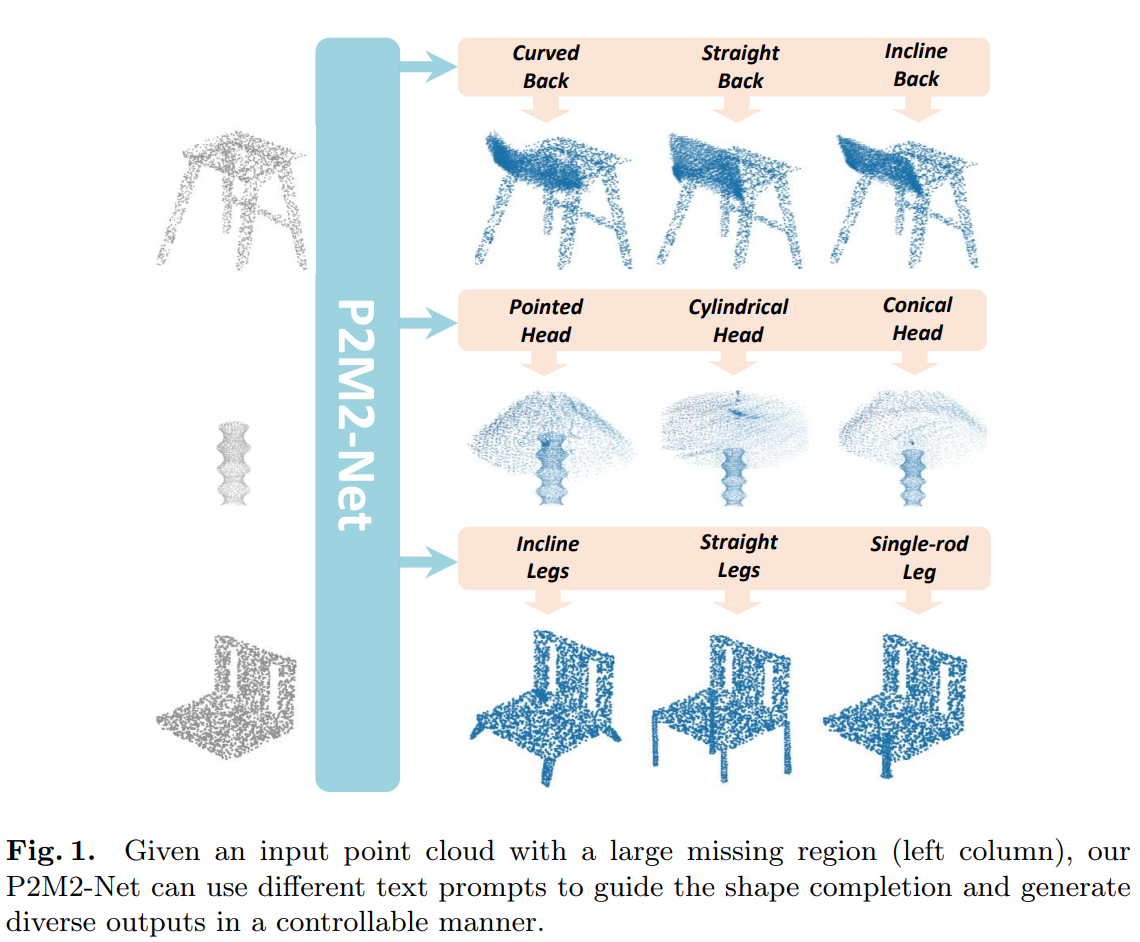 Curved
Back
Straight
Back
Incline
Back
P2M2-Net
Pointed
Head
Cylindrical
Head
Conical
Head
Incline
Legs
Straight
Legs
Single-rod
Leg
Fig. 1. Given an input point cloud with a large missing region (left column), our
P2M2-Net can use different text prompts to guide the shape completion and generate
diverse outputs in a controllable manner.